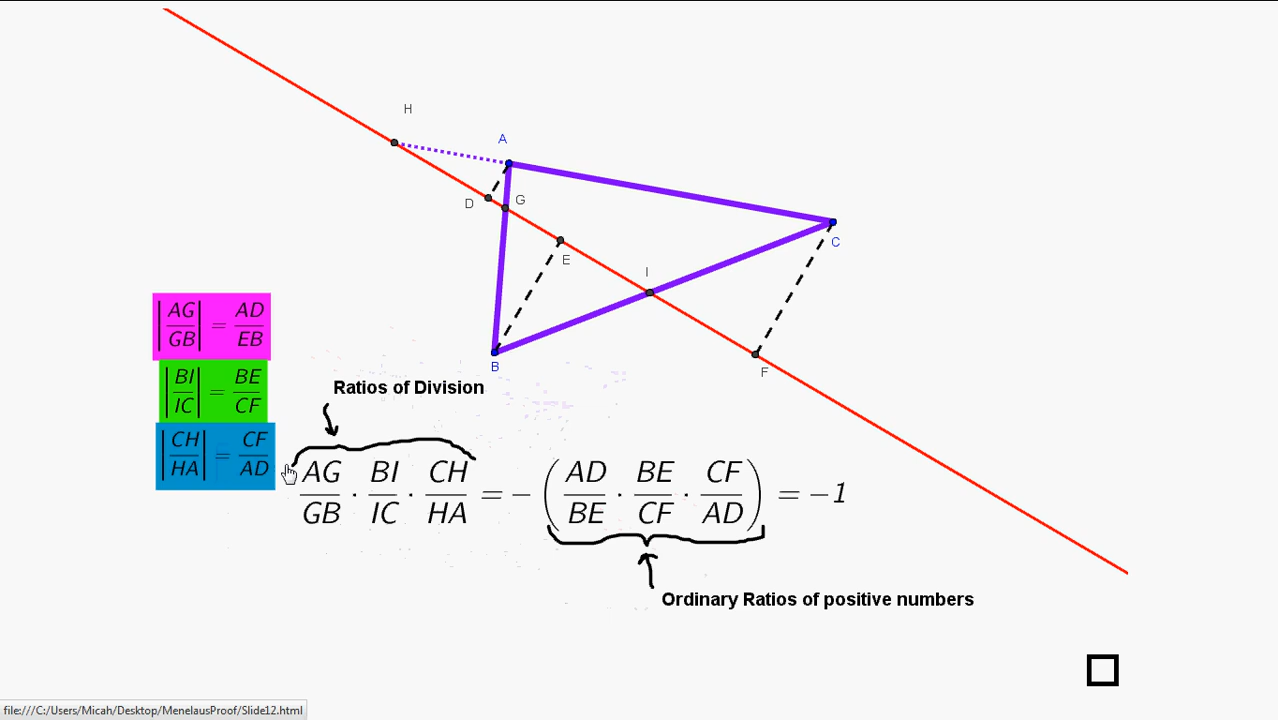 H
A
D
G
C
E
I
B
F
|AG/GB| = AD/EB
|BI/IC| = BE/CF
|CH/HA| = CF/AD
Ratios of Division
AG/GB · BI/IC · CH/HA = −(AD/BE · BE/CF · CF/AD) = −1
Ordinary Ratios of positive numbers
file:///C:/Users/Micah/Desktop/MenelausProof/Slide12.html